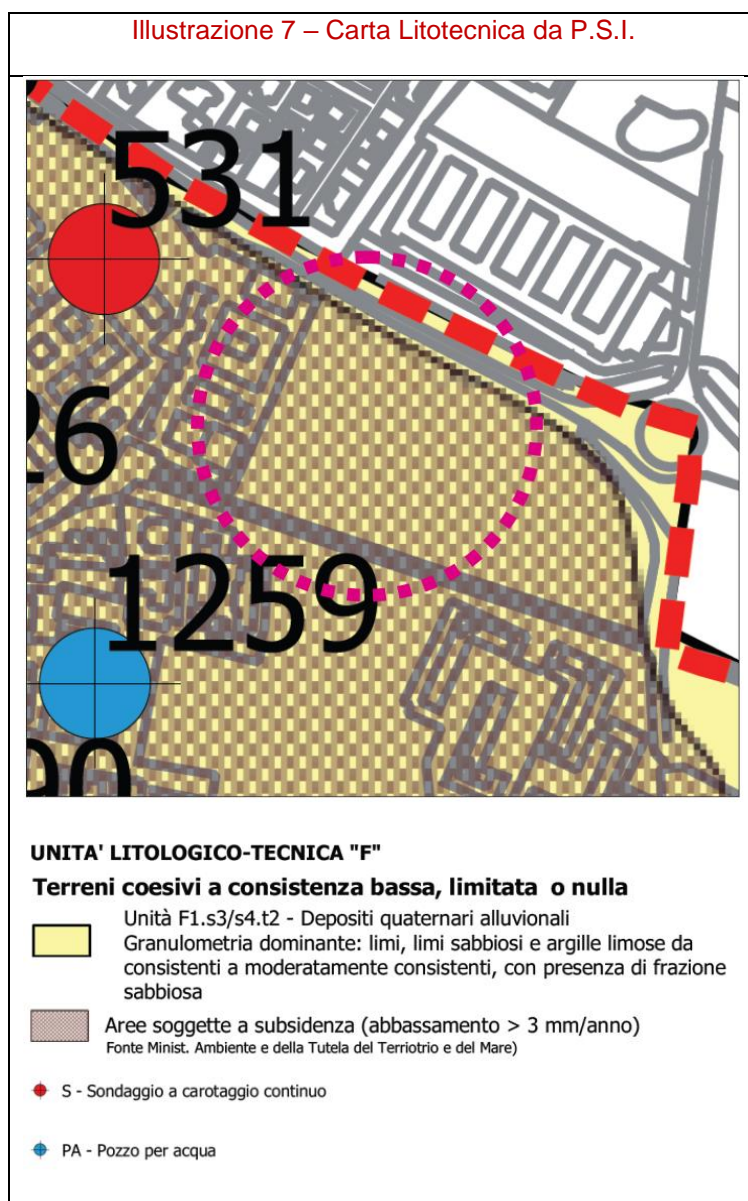 Illustrazione 7 – Carta Litotecnica da P.S.I.
531
26
1259
90
UNITA' LITOLOGICO-TECNICA "F"
Terreni coesivi a consistenza bassa, limitata o nulla
Unità F1.s3/s4.t2 - Depositi quaternari alluvionali
Granulometria dominante: limi, limi sabbiosi e argille limose da
consistenti a moderatamente consistenti, con presenza di frazione
sabbiosa
Aree soggette a subsidenza (abbassamento > 3 mm/anno)
Fonte Minist. Ambiente e della Tutela del Terriotrio e del Mare)
S - Sondaggio a carotaggio continuo
PA - Pozzo per acqua